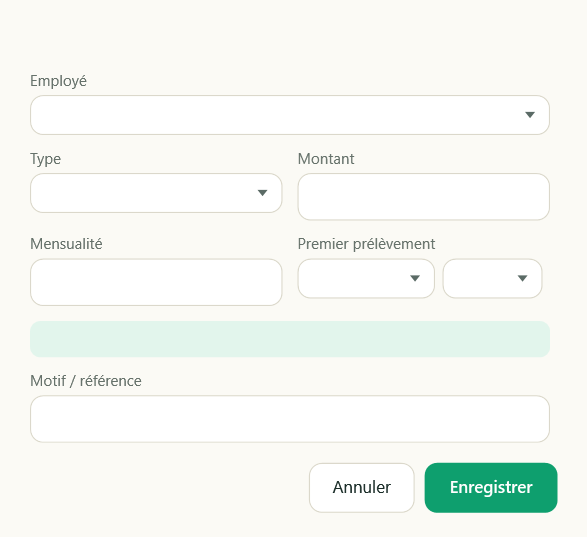 Employé
Type
Montant
Mensualité
Premier prélèvement
Motif / référence
Annuler
Enregistrer